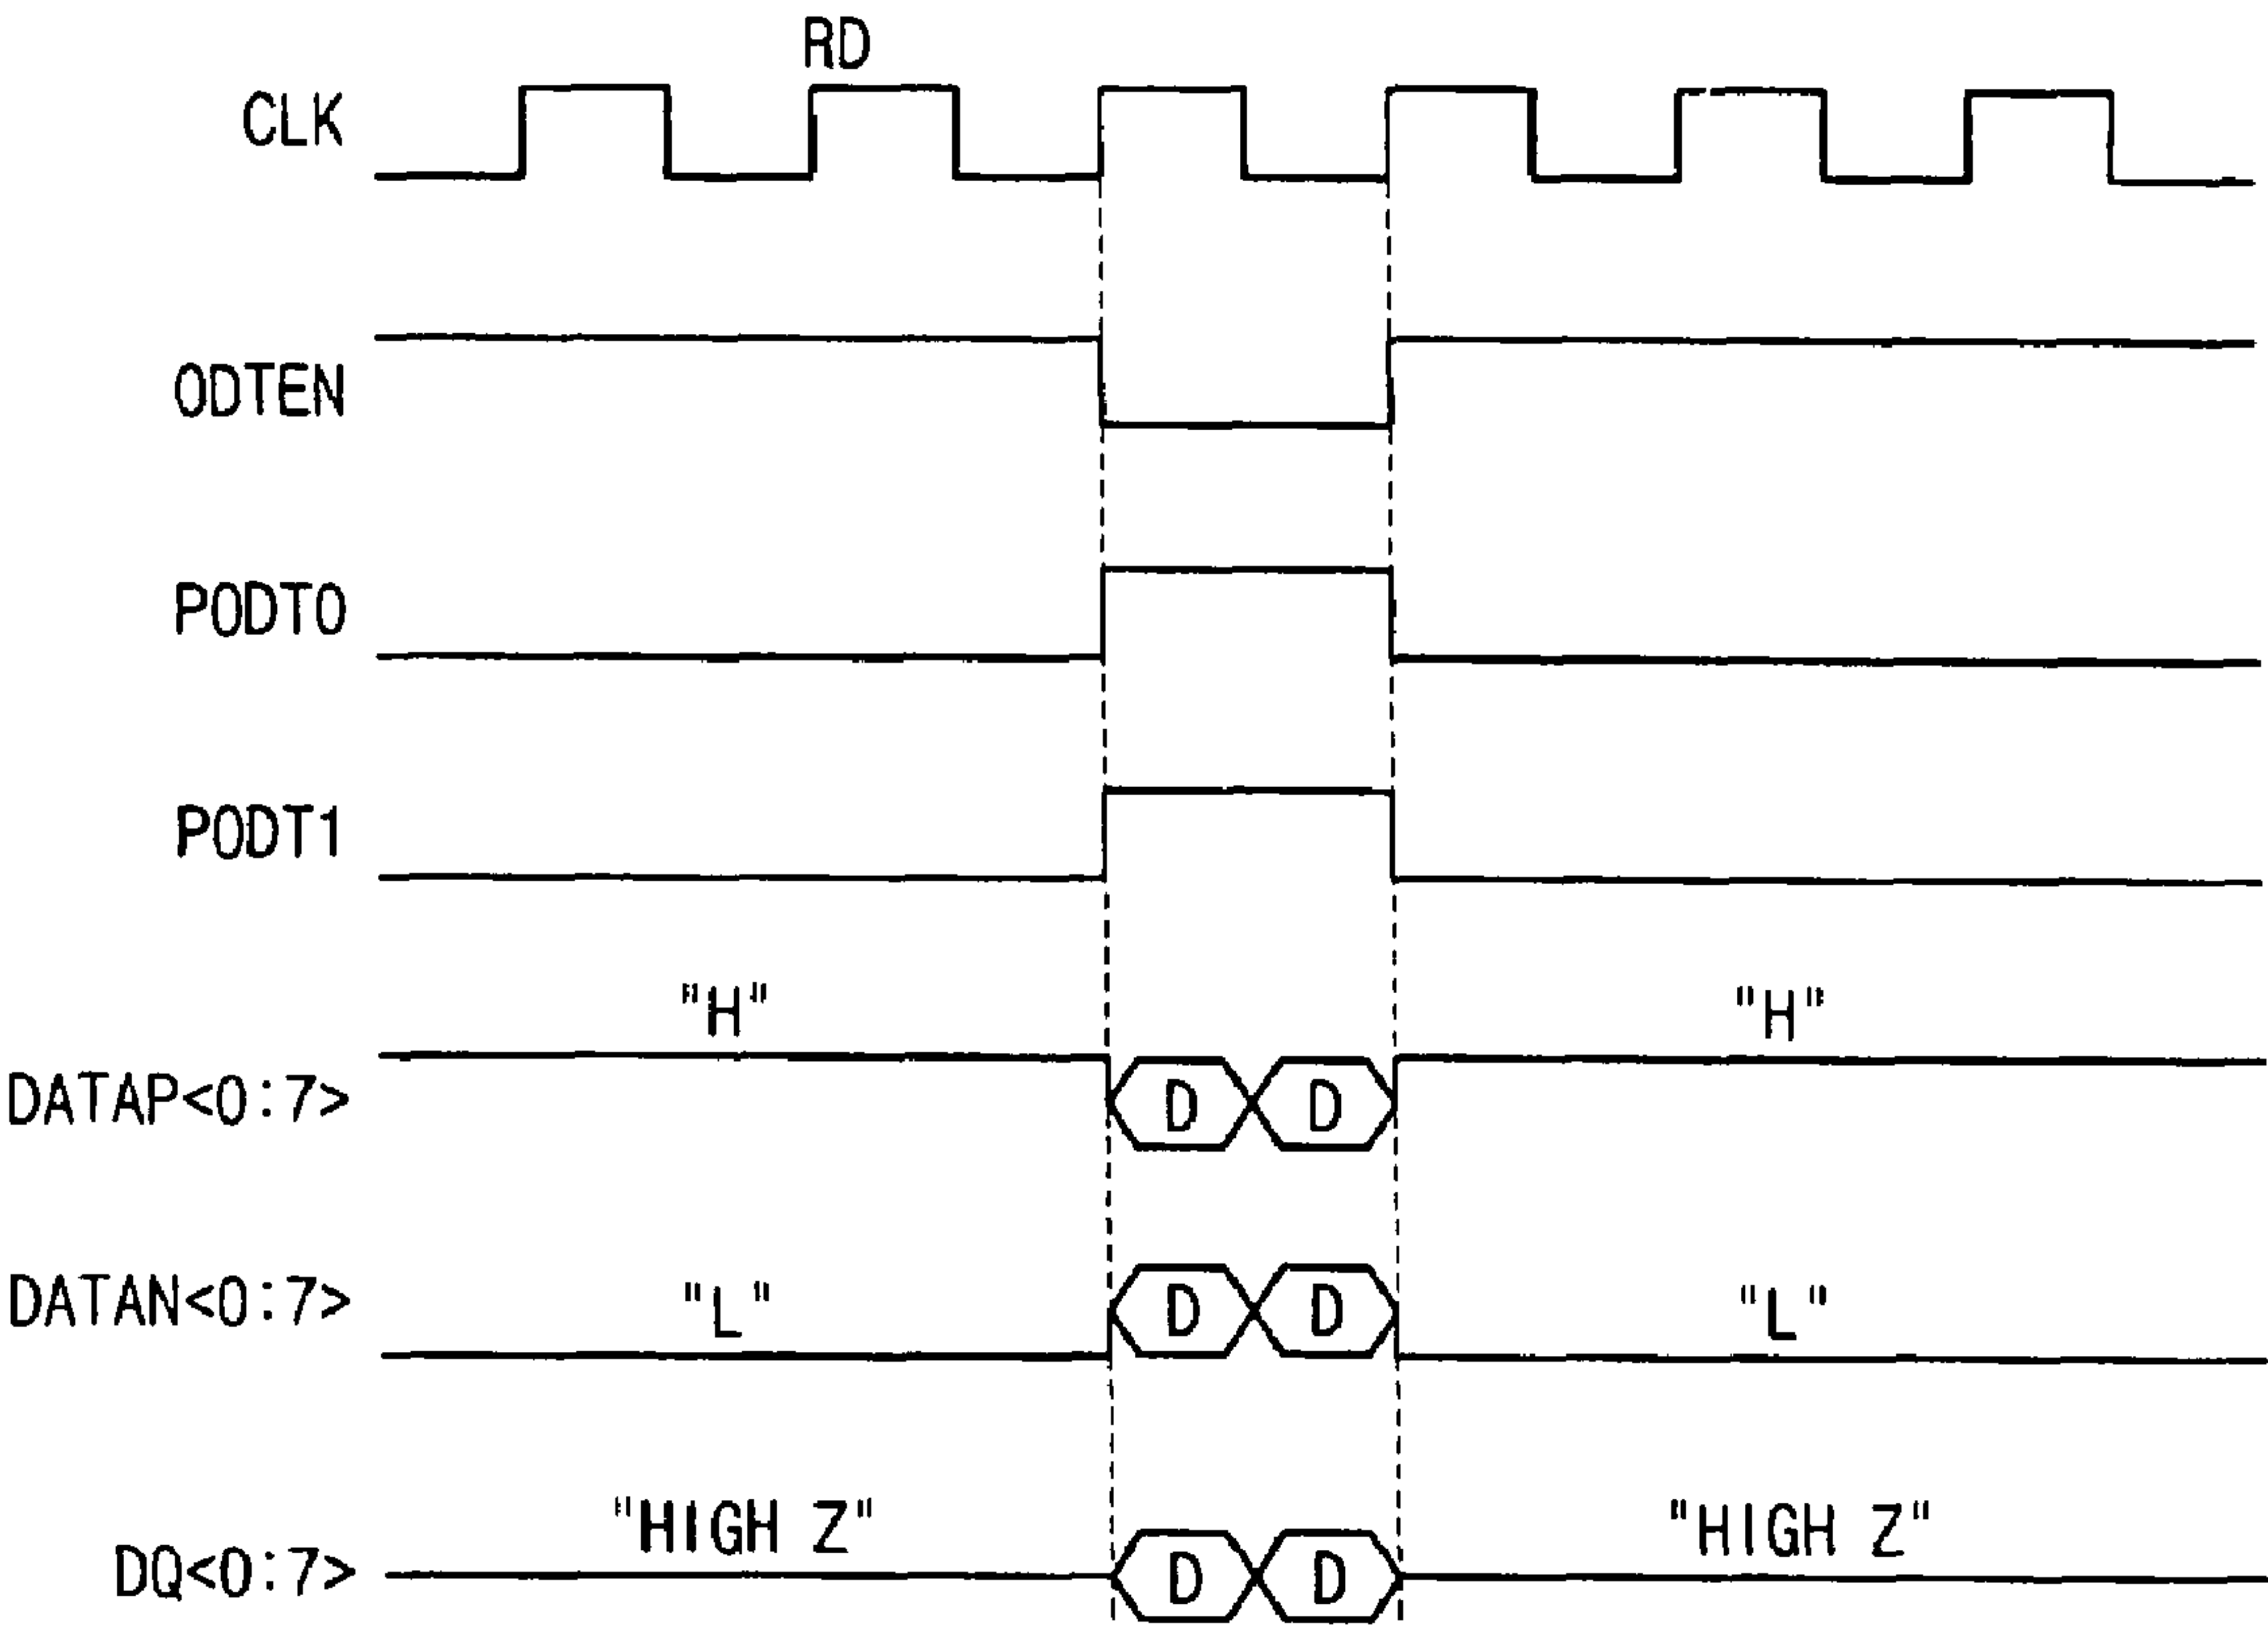 RD
CLK
ODTEN
PODT0
PODT1
"H" "H"
DATAP<0:7> D D
DATAN<0:7> "L" D D "L"
"HIGH Z" "HIGH Z"
DQ<0:7> D D